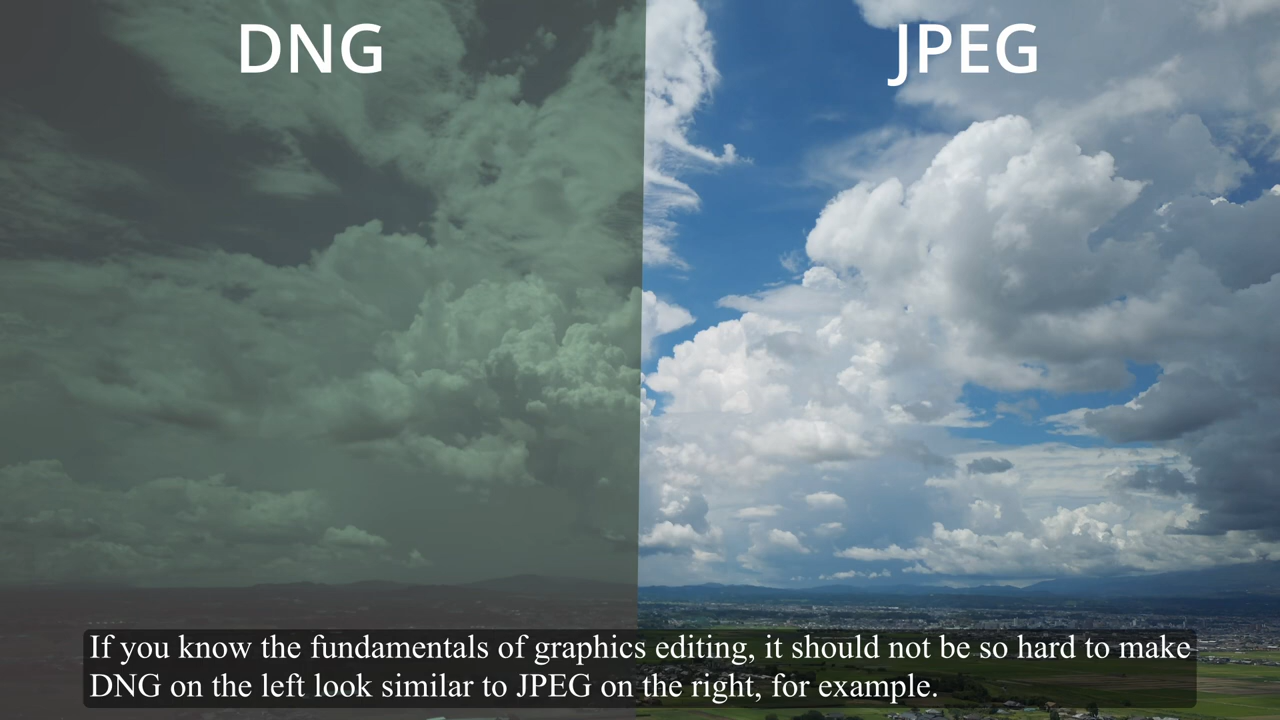 DNG
JPEG
If you know the fundamentals of graphics editing, it should not be so hard to make
DNG on the left look similar to JPEG on the right, for example.